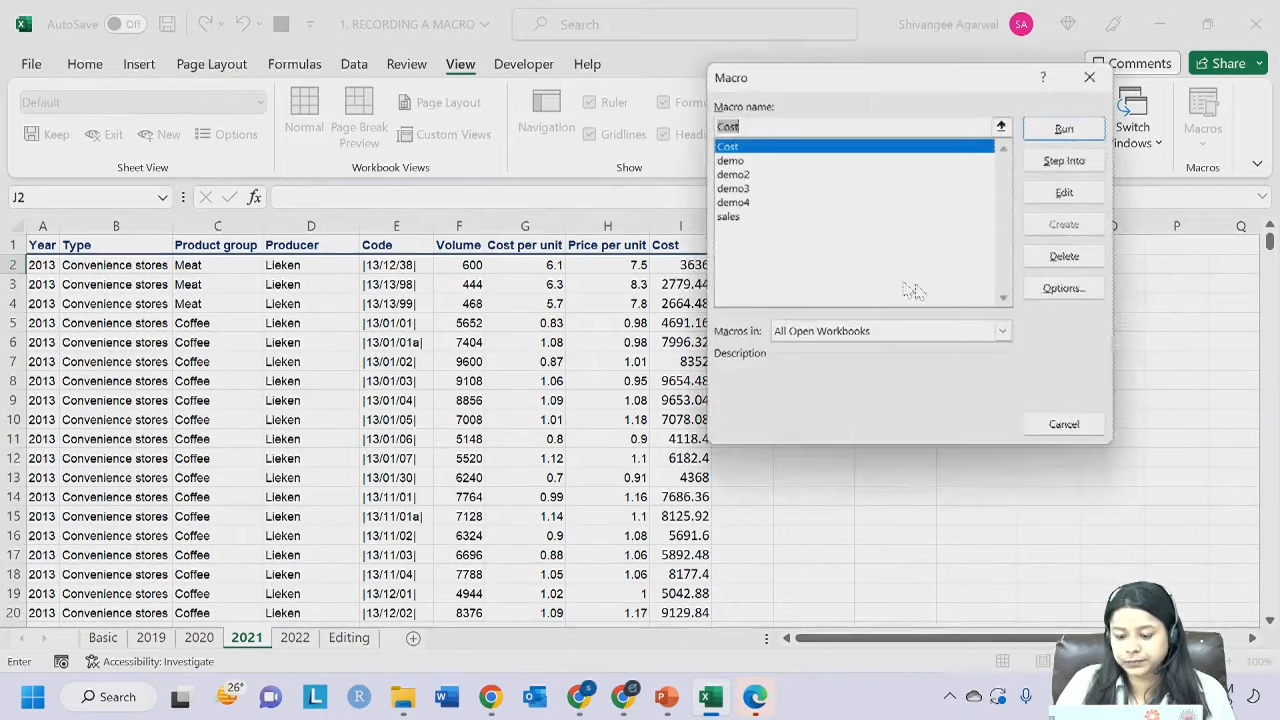 AutoSave Off 1. RECORDING A MACRO Search Shivangee Agarwal SA
File Home Insert Page Layout Formulas Data Review View Developer Help Comments Share
Default
Keep Exit New Options
Sheet View
Normal Page Break Preview Page Layout Custom Views
Workbook Views
Navigation Ruler Gridlines
Show
Switch Windows
Macros
Macros
Macro
Macro name:
Cost
Cost
demo
demo2
demo3
demo4
sales
Run
Step Into
Edit
Create
Delete
Options...
Macros in: All Open Workbooks
Description
Cancel
J2 fx
A B C D E F G H I P Q
1 Year Type Product group Producer Code Volume Cost per unit Price per unit Cost
2 2013 Convenience stores Meat Lieken |13/12/38| 600 6.1 7.5 3636
3 2013 Convenience stores Meat Lieken |13/13/98| 444 6.3 8.3 2779.44
4 2013 Convenience stores Meat Lieken |13/13/99| 468 5.7 7.8 2664.48
5 2013 Convenience stores Coffee Lieken |13/01/01| 5652 0.83 0.98 4691.16
6 2013 Convenience stores Coffee Lieken |13/01/01a| 7404 1.08 0.98 7996.32
7 2013 Convenience stores Coffee Lieken |13/01/02| 9600 0.87 1.01 8352
8 2013 Convenience stores Coffee Lieken |13/01/03| 9108 1.06 0.95 9654.48
9 2013 Convenience stores Coffee Lieken |13/01/04| 8856 1.09 1.08 9653.04
10 2013 Convenience stores Coffee Lieken |13/01/05| 7008 1.01 1.18 7078.08
11 2013 Convenience stores Coffee Lieken |13/01/06| 5148 0.8 0.9 4118.4
12 2013 Convenience stores Coffee Lieken |13/01/07| 5520 1.12 1.1 6182.4
13 2013 Convenience stores Coffee Lieken |13/01/30| 6240 0.7 0.91 4368
14 2013 Convenience stores Coffee Lieken |13/11/01| 7764 0.99 1.16 7686.36
15 2013 Convenience stores Coffee Lieken |13/11/01a| 7128 1.14 1.1 8125.92
16 2013 Convenience stores Coffee Lieken |13/11/02| 6324 0.9 1.08 5691.6
17 2013 Convenience stores Coffee Lieken |13/11/03| 6696 0.88 1.06 5892.48
18 2013 Convenience stores Coffee Lieken |13/11/04| 7788 1.05 1.06 8177.4
19 2013 Convenience stores Coffee Lieken |13/12/01| 4944 1.02 1 5042.88
20 2013 Convenience stores Coffee Lieken |13/12/02| 8376 1.09 1.17 9129.84
Basic 2019 2020 2021 2022 Editing
Enter Accessibility: Investigate 100%
Search 26°